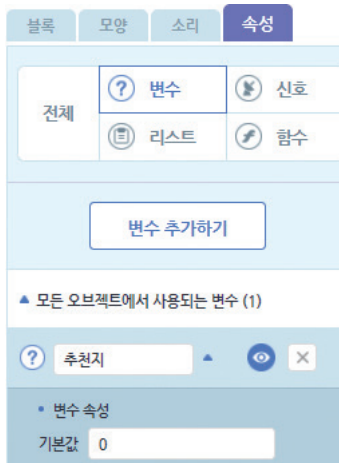 블록 모양 소리 속성
전체 ? 변수 신호
리스트 함수
변수 추가하기
▲ 모든 오브젝트에서 사용되는 변수 (1)
? 추천지 ▲ ×
• 변수 속성
기본값 0